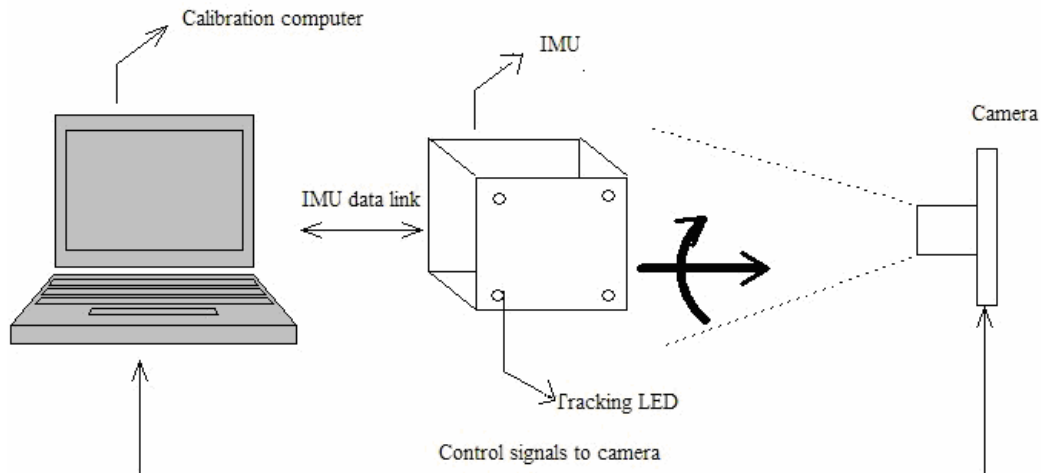 Calibration computer
IMU
Camera
IMU data link
Tracking LED
Control signals to camera